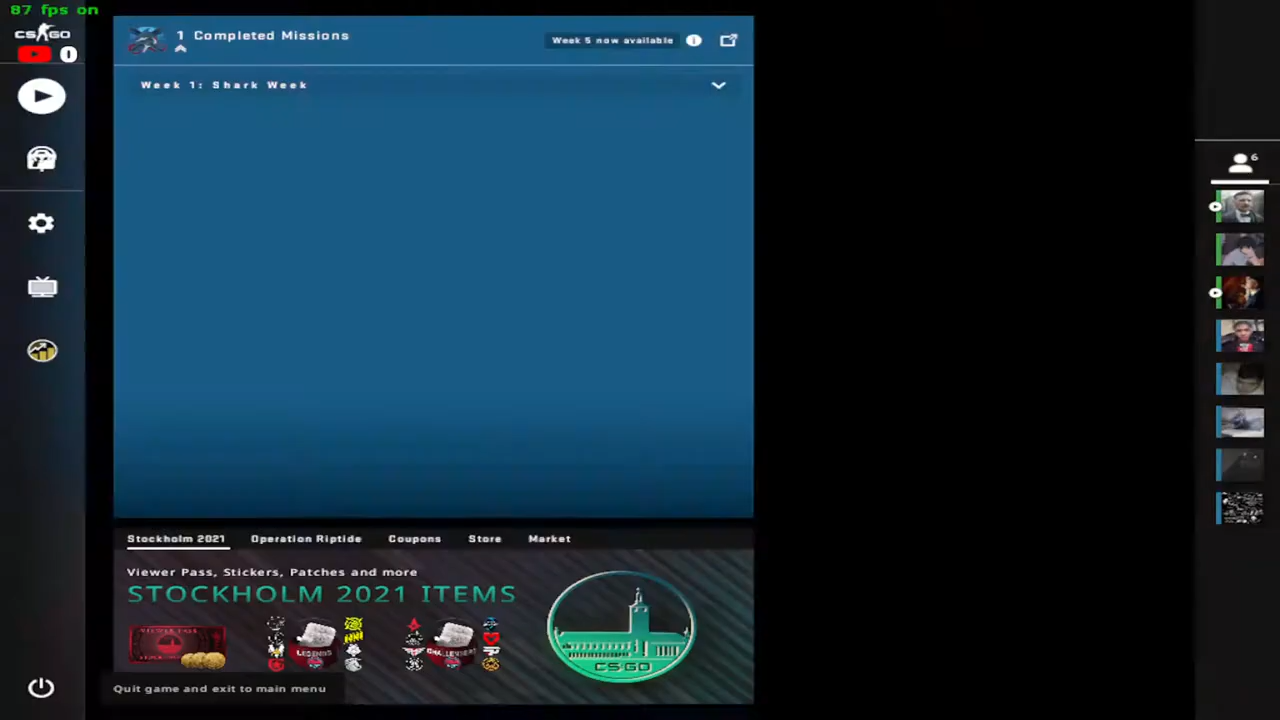 87 fps on
CS:GO
0
1 Completed Missions
Week 5 now available
i
Week 1: Shark Week
6
Stockholm 2021 Operation Riptide Coupons Store Market
Viewer Pass, Stickers, Patches and more
STOCKHOLM 2021 ITEMS
LEGENDS
CHALLENGERS
CS:GO
Quit game and exit to main menu